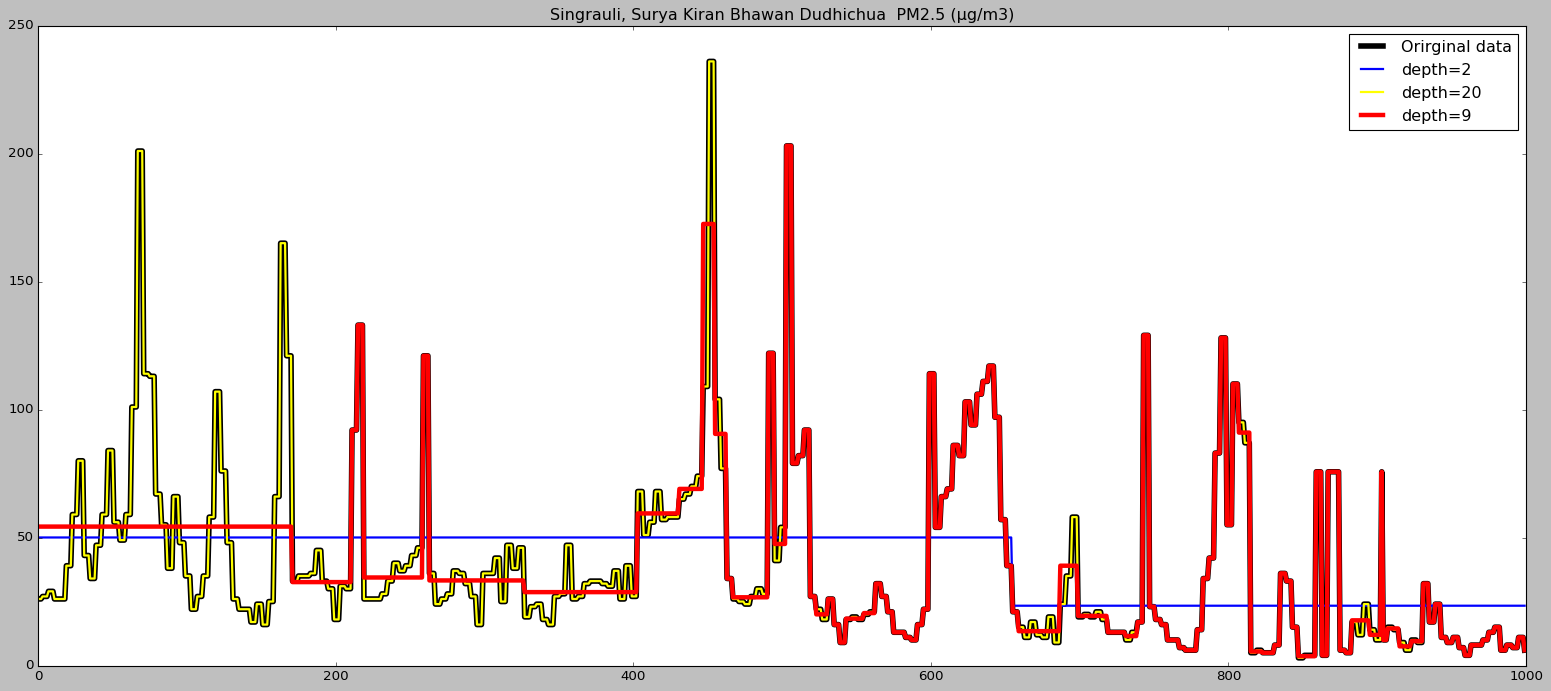 Singrauli, Surya Kiran Bhawan Dudhichua  PM2.5 (µg/m3)
250
200
150
100
50
0
0
200
400
600
800
1000
Orirginal data
depth=2
depth=20
depth=9